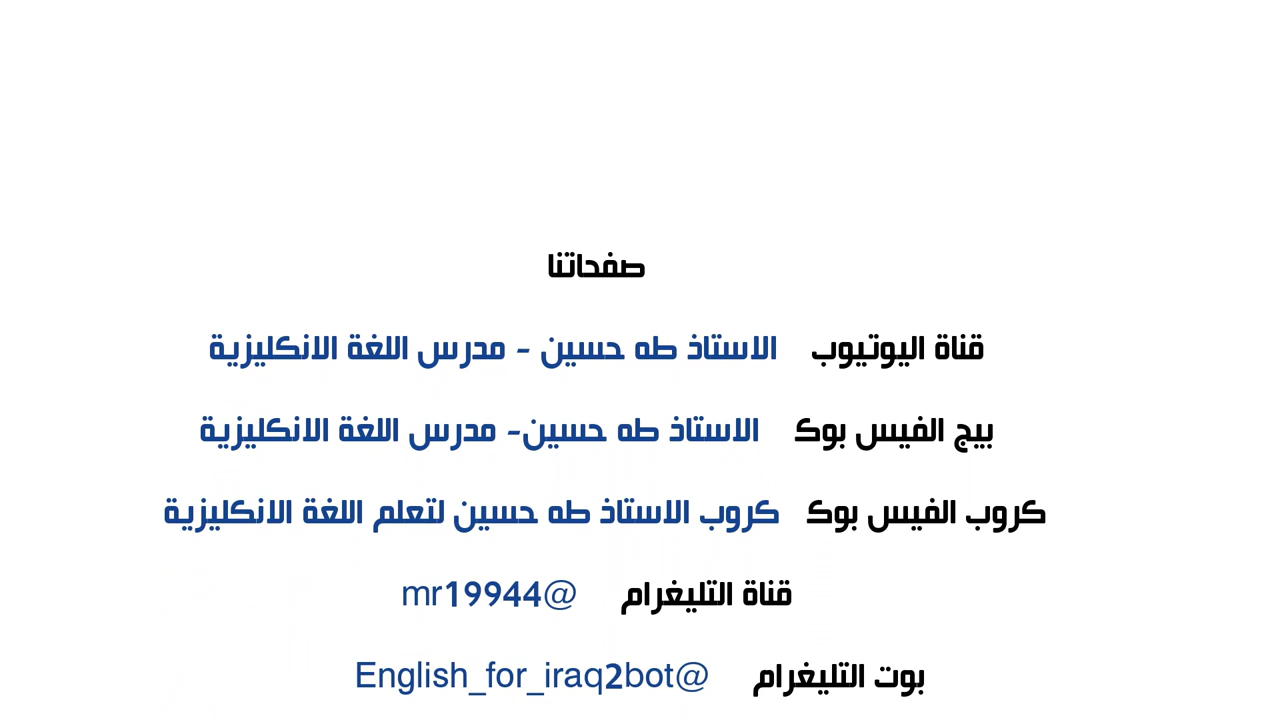 صفحاتنا
قناة اليوتيوب الاستاذ طه حسين - مدرس اللغة الانكليزية
بيج الفيس بوك الاستاذ طه حسين- مدرس اللغة الانكليزية
كروب الفيس بوك كروب الاستاذ طه حسين لتعلم اللغة الانكليزية
قناة التليغرام @mr19944
بوت التليغرام @English_for_iraq2bot